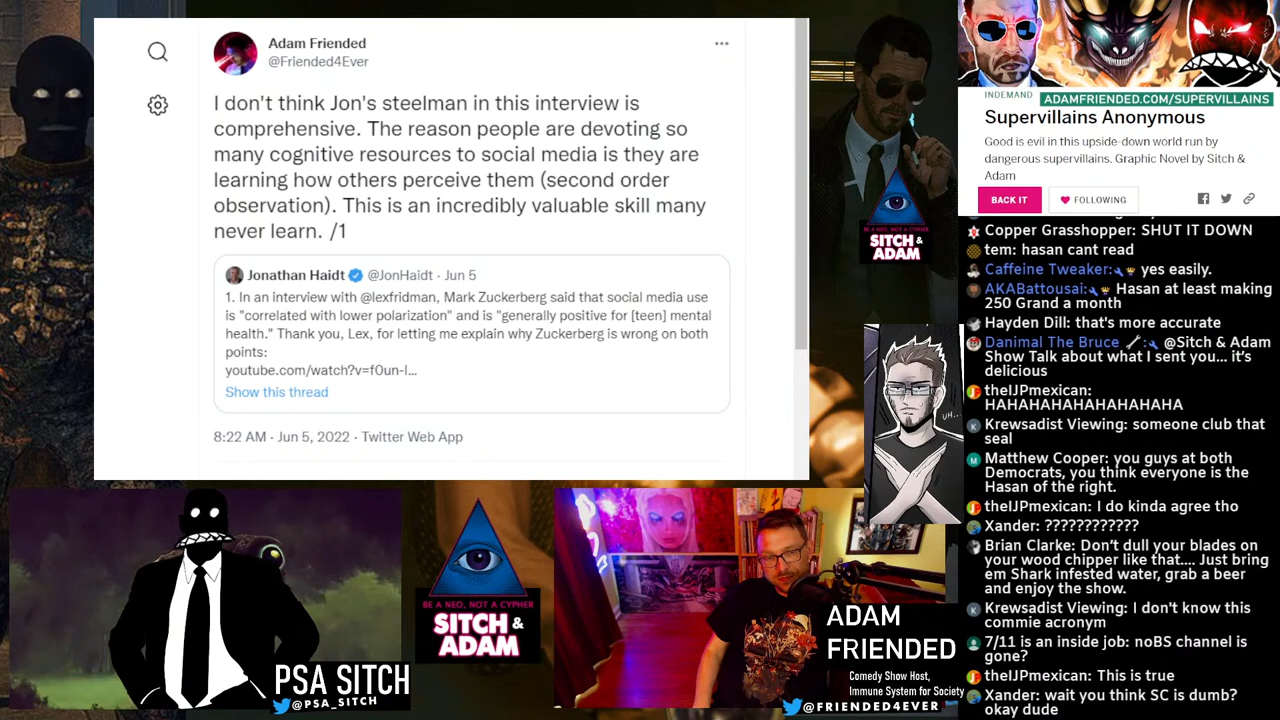 Adam Friended
@Friended4Ever
I don't think Jon's steelman in this interview is
comprehensive. The reason people are devoting so
many cognitive resources to social media is they are
learning how others perceive them (second order
observation). This is an incredibly valuable skill many
never learn. /1
Jonathan Haidt @JonHaidt · Jun 5
1. In an interview with @lexfridman, Mark Zuckerberg said that social media use
is "correlated with lower polarization" and is "generally positive for [teen] mental
health." Thank you, Lex, for letting me explain why Zuckerberg is wrong on both
points:
youtube.com/watch?v=f0un-l...
Show this thread
8:22 AM · Jun 5, 2022 · Twitter Web App
BE A NEO, NOT A CYPHER
SITCH &
ADAM
UH..
INDEMAND
ADAMFRIENDED.COM/SUPERVILLAINS
Supervillains Anonymous
Good is evil in this upside-down world run by
dangerous supervillains. Graphic Novel by Sitch &
Adam
BACK IT
FOLLOWING
Copper Grasshopper: SHUT IT DOWN
tem: hasan cant read
Caffeine Tweaker: yes easily.
AKABattousai: Hasan at least making
250 Grand a month
Hayden Dill: that's more accurate
Danimal The Bruce : @Sitch & Adam
Show Talk about what I sent you... it's
delicious
theIJPmexican:
HAHAHAHAHAHAHAHA
Krewsadist Viewing: someone club that
seal
Matthew Cooper: you guys at both
Democrats, you think everyone is the
Hasan of the right.
theIJPmexican: I do kinda agree tho
Xander: ????????????
Brian Clarke: Don't dull your blades on
your wood chipper like that.... Just bring
em Shark infested water, grab a beer
and enjoy the show.
Krewsadist Viewing: I don't know this
commie acronym
7/11 is an inside job: noBS channel is
gone?
theIJPmexican: This is true
Xander: wait you think SC is dumb?
okay dude
PSA SITCH
@PSA_SITCH
BE A NEO, NOT A CYPHER
SITCH &
ADAM
ADAM
FRIENDED
Comedy Show Host,
Immune System for Society
@FRIENDED4EVER